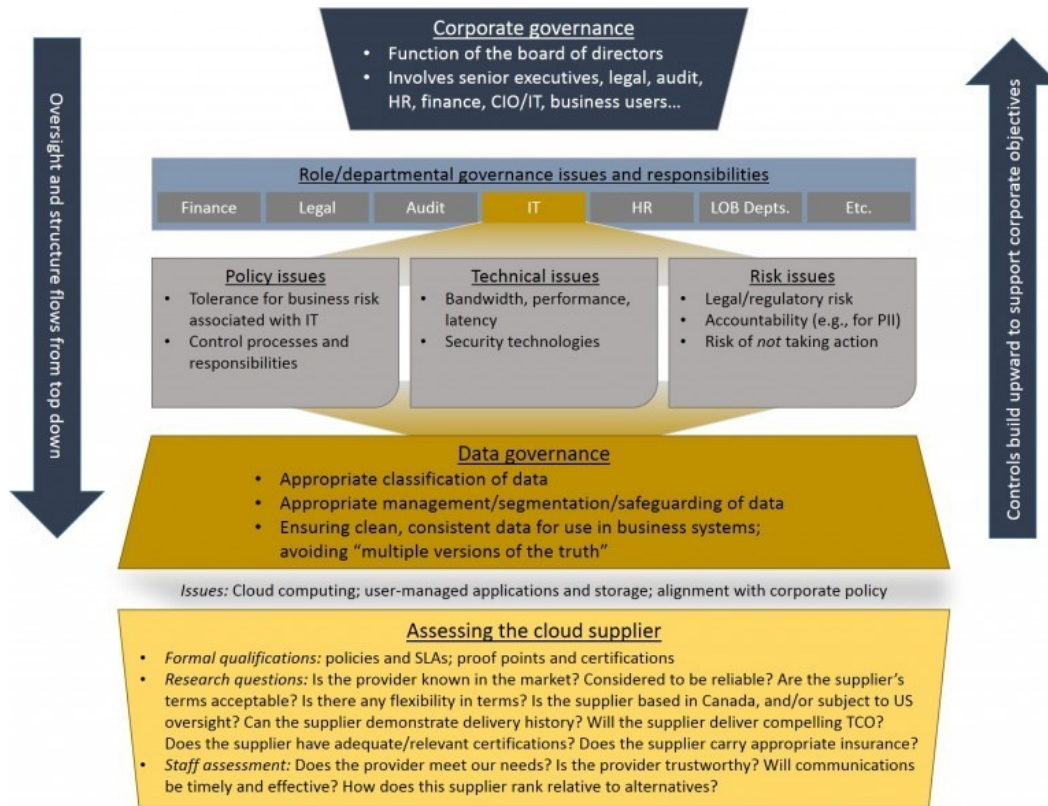 Corporate governance
• Function of the board of directors
• Involves senior executives, legal, audit,
HR, finance, CIO/IT, business users...
Oversight and structure flows from top down
Controls build upward to support corporate objectives
Role/departmental governance issues and responsibilities
Finance
Legal
Audit
IT
HR
LOB Depts.
Etc.
Policy issues
• Tolerance for business risk
associated with IT
• Control processes and
responsibilities
Technical issues
• Bandwidth, performance,
latency
• Security technologies
Risk issues
• Legal/regulatory risk
• Accountability (e.g., for PII)
• Risk of not taking action
Data governance
• Appropriate classification of data
• Appropriate management/segmentation/safeguarding of data
• Ensuring clean, consistent data for use in business systems;
avoiding “multiple versions of the truth”
Issues: Cloud computing; user-managed applications and storage; alignment with corporate policy
Assessing the cloud supplier
• Formal qualifications: policies and SLAs; proof points and certifications
• Research questions: Is the provider known in the market? Considered to be reliable? Are the supplier’s
terms acceptable? Is there any flexibility in terms? Is the supplier based in Canada, and/or subject to US
oversight? Can the supplier demonstrate delivery history? Will the supplier deliver compelling TCO?
Does the supplier have adequate/relevant certifications? Does the supplier carry appropriate insurance?
• Staff assessment: Does the provider meet our needs? Is the provider trustworthy? Will communications
be timely and effective? How does this supplier rank relative to alternatives?